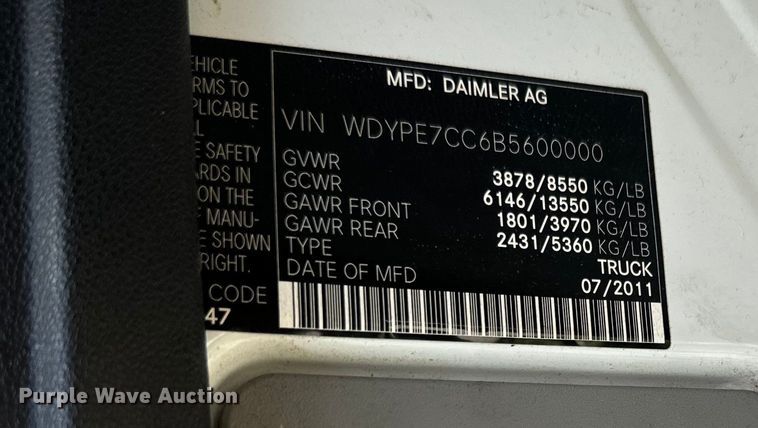 EHICLE
RMS TO
PLICABLE
L
E SAFETY
ARDS IN
ON THE
F MANU-
E SHOWN
RIGHT.
CODE
47
MFD: DAIMLER AG
VIN WDYPE7CC6B5600000
GVWR 3878/8550 KG/LB
GCWR 6146/13550 KG/LB
GAWR FRONT 1801/3970 KG/LB
GAWR REAR 2431/5360 KG/LB
TYPE TRUCK
DATE OF MFD 07/2011
Purple Wave Auction